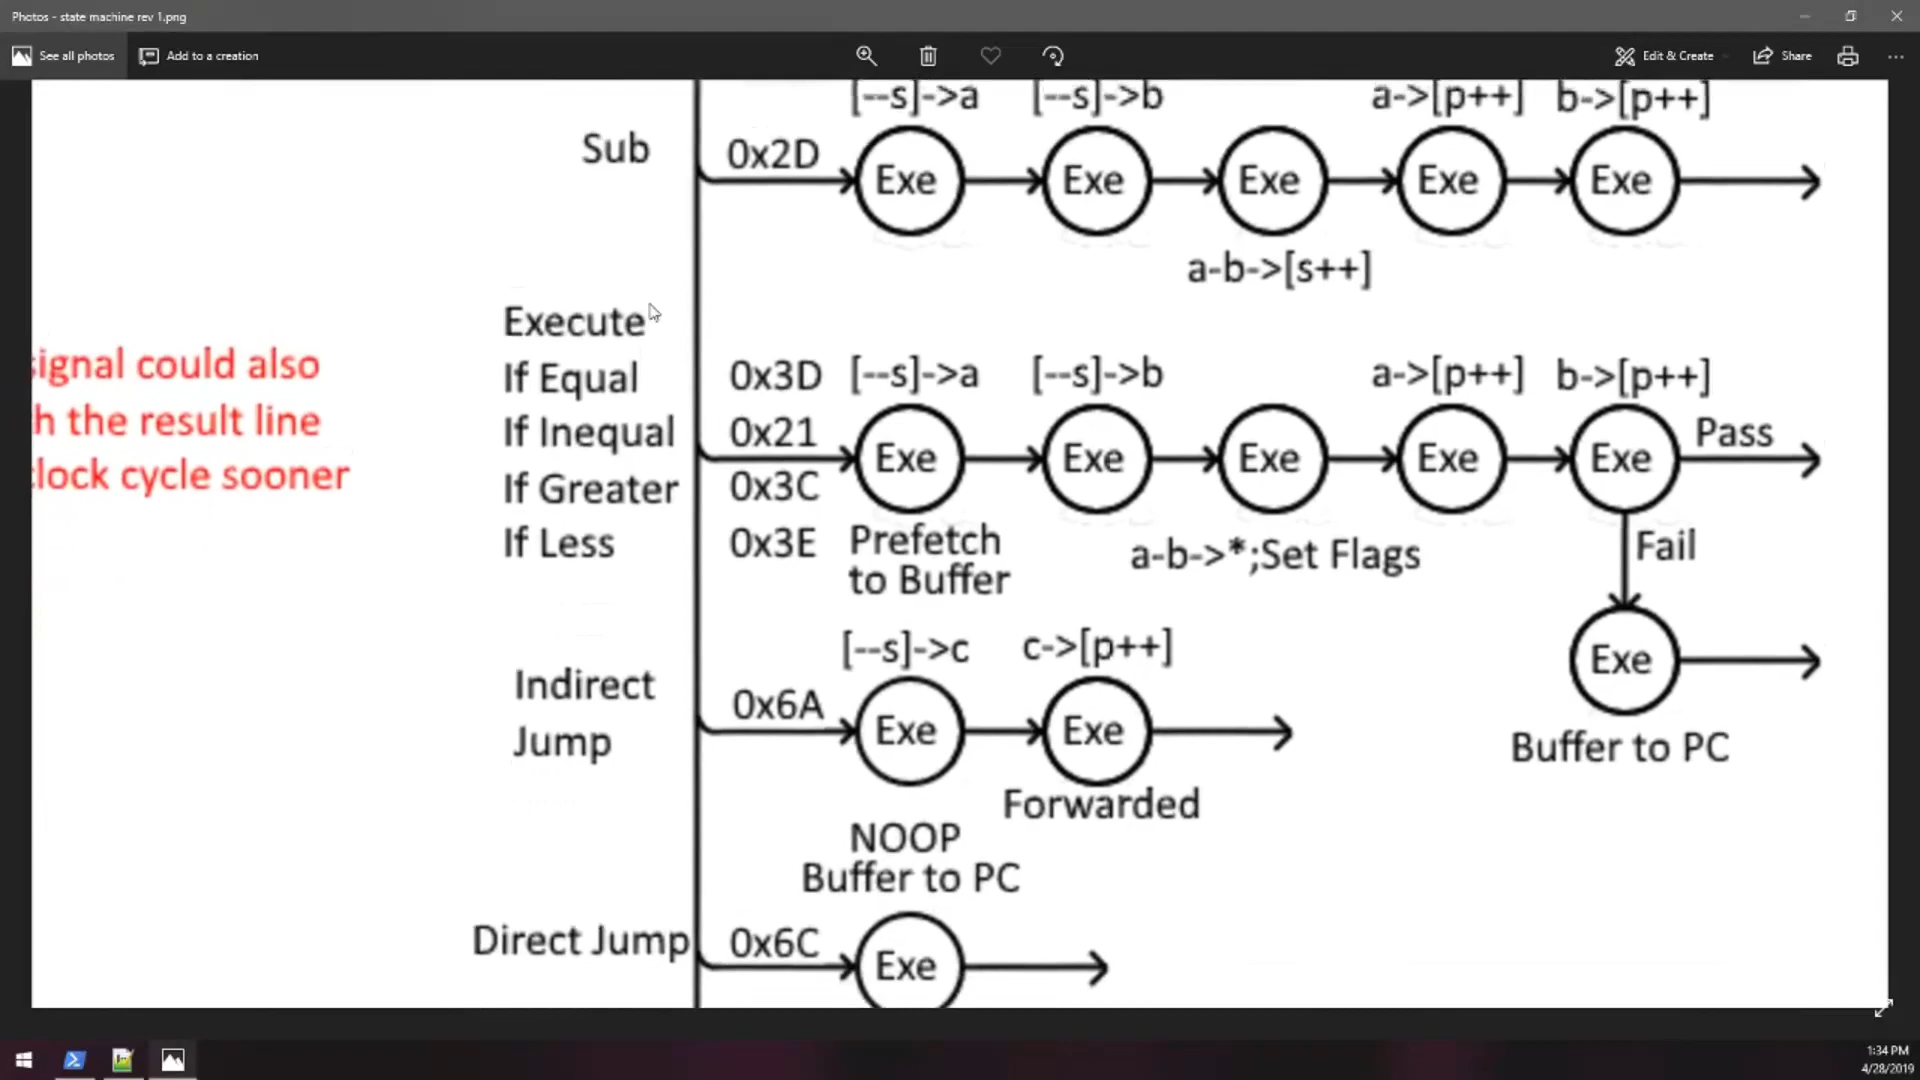 Photos - state machine rev 1.png
See all photos
Add to a creation
Edit & Create
Share
[--s]->a [--s]->b a->[p++] b->[p++]
Sub 0x2D Exe Exe Exe Exe Exe
a-b->[s++]
Execute
signal could also
If Equal 0x3D [--s]->a [--s]->b a->[p++] b->[p++]
h the result line
If Inequal 0x21 Exe Exe Exe Exe Exe Pass
clock cycle sooner
If Greater 0x3C
If Less 0x3E Prefetch
to Buffer
a-b->*;Set Flags
Fail
Exe
Buffer to PC
[--s]->c c->[p++]
Indirect
Jump
0x6A Exe Exe
Forwarded
NOOP
Buffer to PC
Direct Jump 0x6C Exe
1:34 PM
4/28/2019